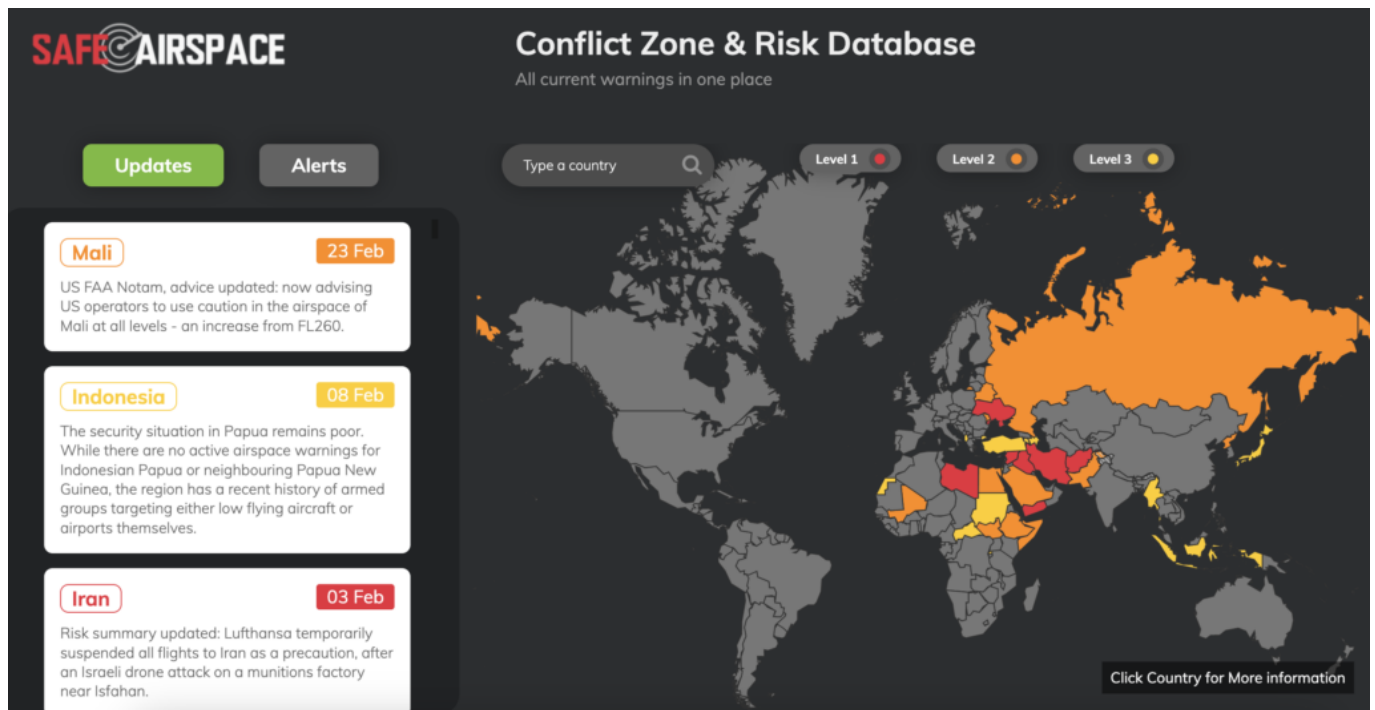 SAFE AIRSPACE
Conflict Zone & Risk Database
All current warnings in one place
Updates
Alerts
Type a country
Level 1
Level 2
Level 3
Mali
23 Feb
US FAA Notam, advice updated: now advising
US operators to use caution in the airspace of
Mali at all levels - an increase from FL260.
Indonesia
08 Feb
The security situation in Papua remains poor.
While there are no active airspace warnings for
Indonesian Papua or neighbouring Papua New
Guinea, the region has a recent history of armed
groups targeting either low flying aircraft or
airports themselves.
Iran
03 Feb
Risk summary updated: Lufthansa temporarily
suspended all flights to Iran as a precaution, after
an Israeli drone attack on a munitions factory
near Isfahan.
Click Country for More information